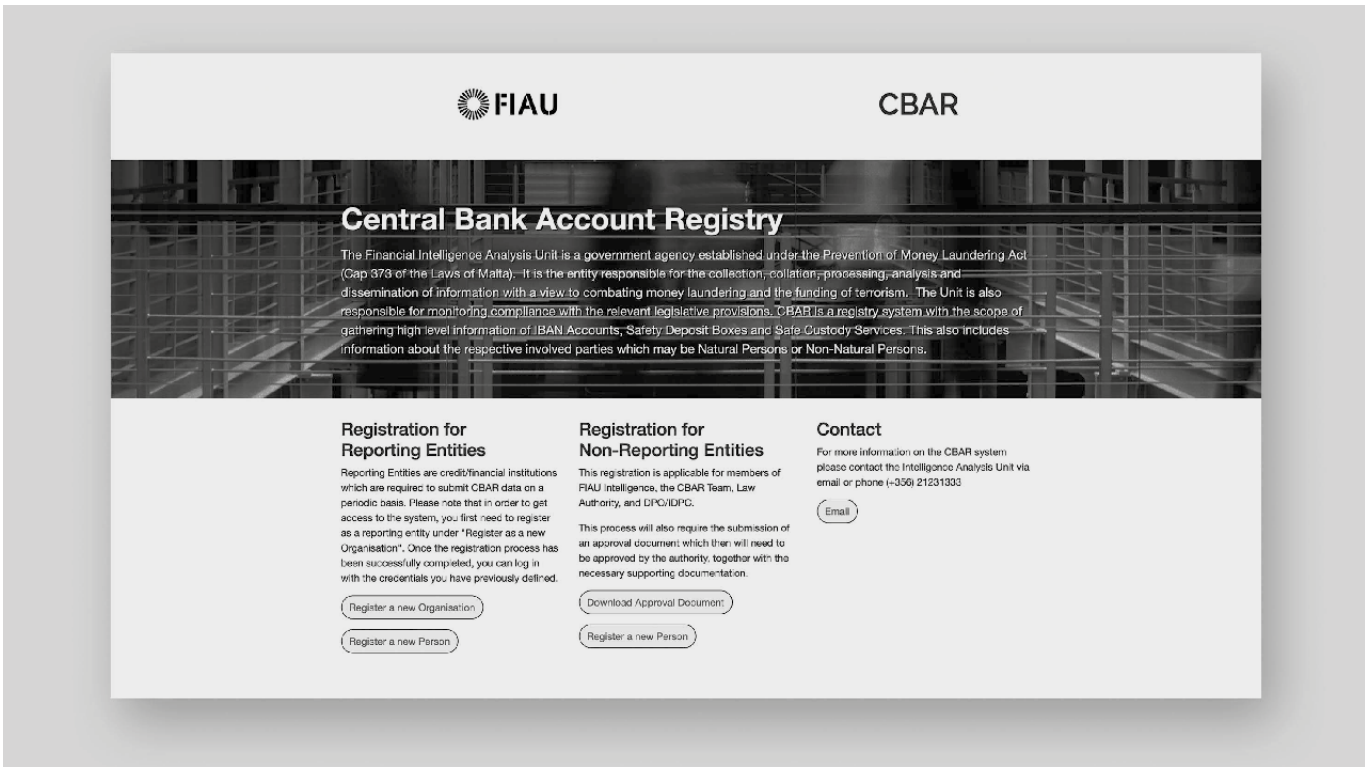 FIAU
CBAR
Central Bank Account Registry
The Financial Intelligence Analysis Unit is a government agency established under the Prevention of Money Laundering Act
(Cap 373 of the Laws of Malta). It is the entity responsible for the collection, collation, processing, analysis and
dissemination of information with a view to combating money laundering and the funding of terrorism. The Unit is also
responsible for monitoring compliance with the relevant legislative provisions. CBAR is a registry system with the scope of
gathering high level information of IBAN Accounts, Safety Deposit Boxes and Safe Custody Services. This also includes
information about the respective involved parties which may be Natural Persons or Non-Natural Persons.
Registration for
Reporting Entities
Reporting Entities are credit/financial institutions
which are required to submit CBAR data on a
periodic basis. Please note that in order to get
access to the system, you first need to register
as a reporting entity under "Register as a new
Organisation". Once the registration process has
been successfully completed, you can log in
with the credentials you have previously defined.
Register a new Organisation
Register a new Person
Registration for
Non-Reporting Entities
This registration is applicable for members of
FIAU Intelligence, the CBAR Team, Law
Authority, and DPO/IDPC.
This process will also require the submission of
an approval document which then will need to
be approved by the authority, together with the
necessary supporting documentation.
Download Approval Document
Register a new Person
Contact
For more information on the CBAR system
please contact the Intelligence Analysis Unit via
email or phone (+356) 21231333
Email